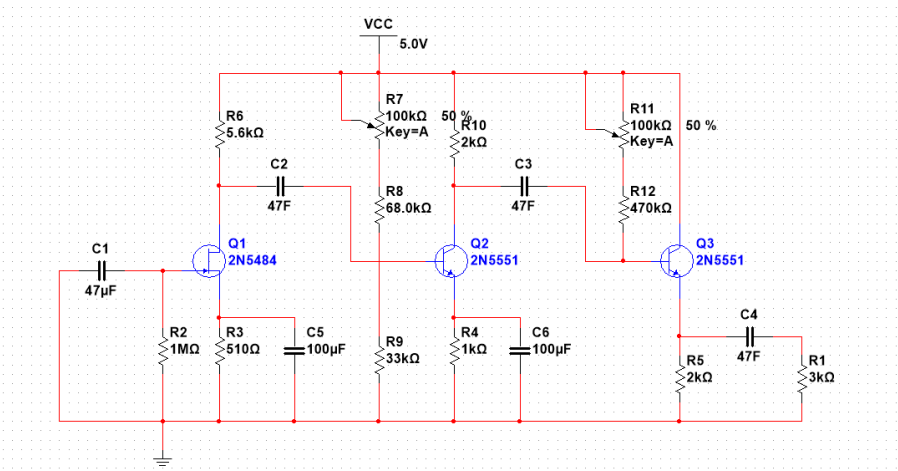 VCC
5.0V
R6
5.6kΩ
R7
100kΩ
Key=A
50 %
R10
2kΩ
R11
100kΩ
Key=A
50 %
C2
47F
R8
68.0kΩ
C3
47F
R12
470kΩ
C1
47µF
Q1
2N5484
Q2
2N5551
Q3
2N5551
R2
1MΩ
R3
510Ω
C5
100µF
R9
33kΩ
R4
1kΩ
C6
100µF
C4
47F
R5
2kΩ
R1
3kΩ